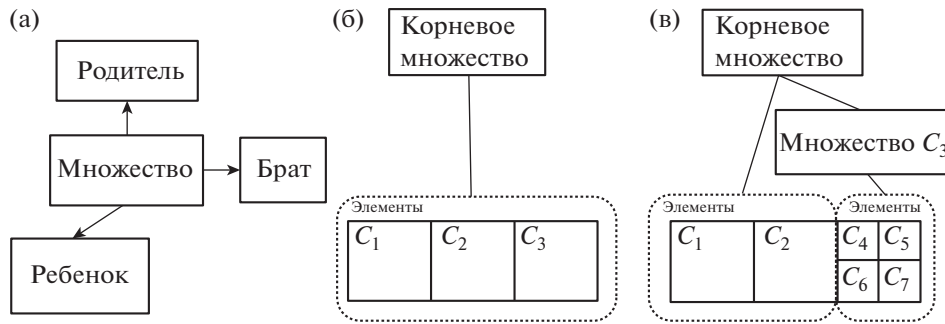 (а)
Родитель
Множество
Брат
Ребенок
(б)
Корневое
множество
Элементы
C1 C2 C3
(в)
Корневое
множество
Множество C3
Элементы
Элементы
C1 C2 C4 C5
C6 C7